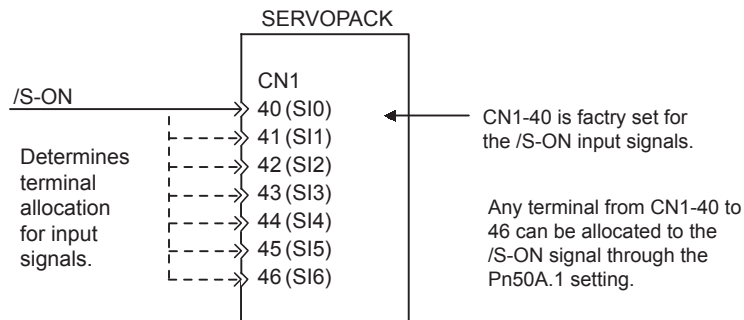 SERVOPACK
/S-ON
CN1
40 (SI0)
41 (SI1)
42 (SI2)
43 (SI3)
44 (SI4)
45 (SI5)
46 (SI6)
Determines
terminal
allocation
for input
signals.
CN1-40 is factry set for
the /S-ON input signals.
Any terminal from CN1-40 to
46 can be allocated to the
/S-ON signal through the
Pn50A.1 setting.